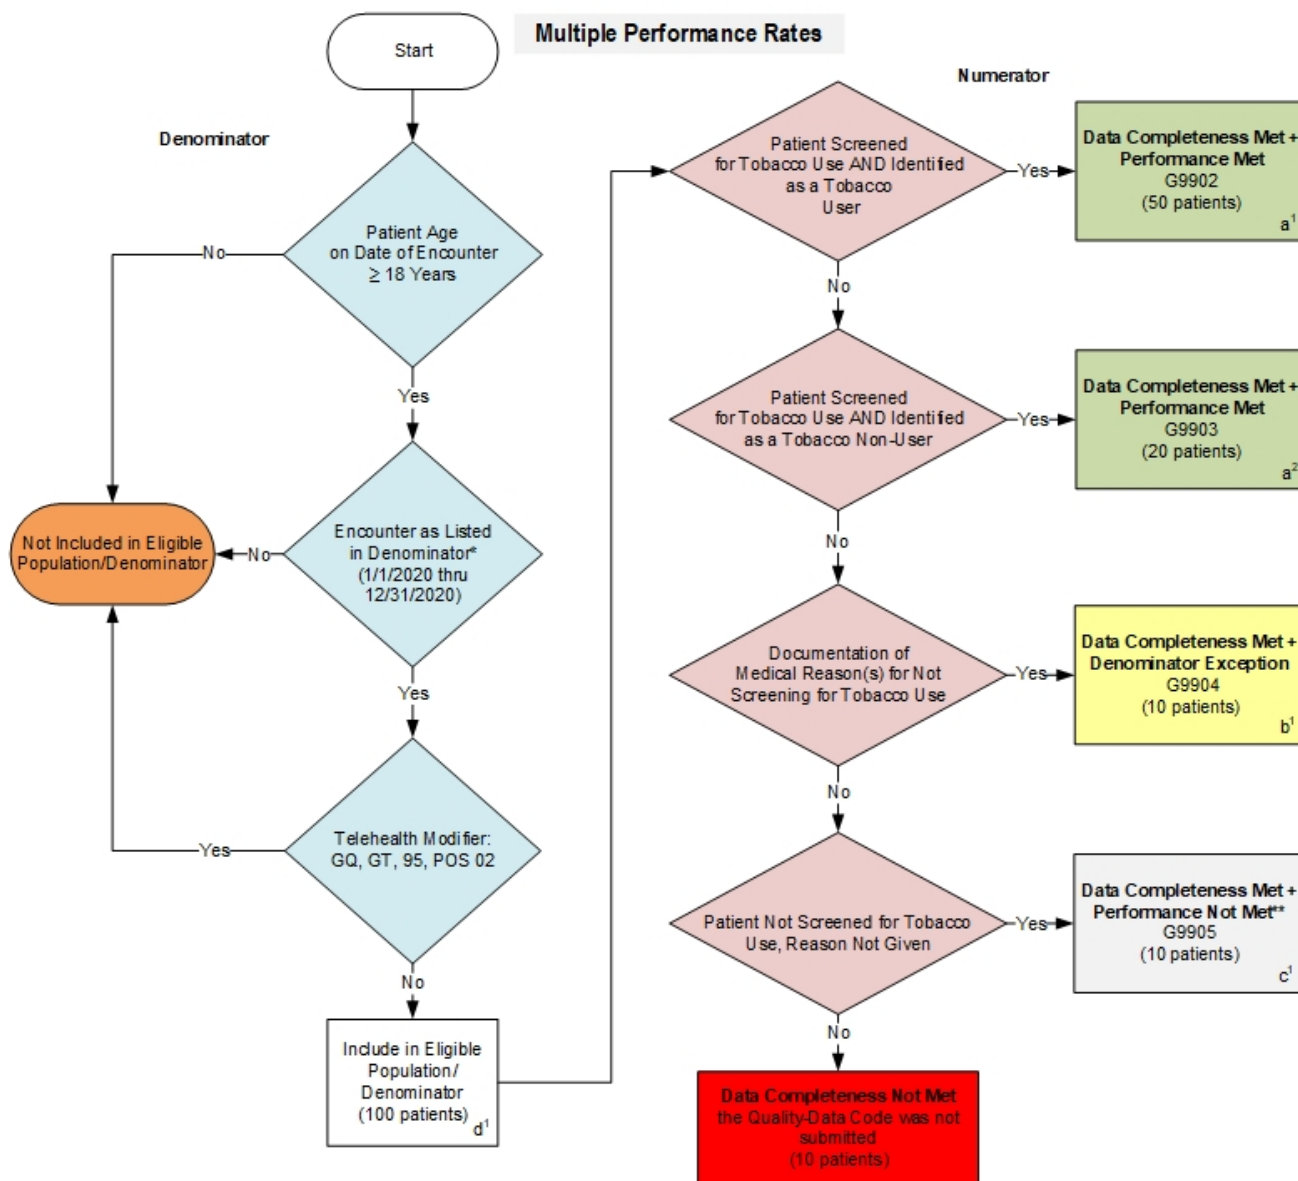 Multiple Performance Rates
Start
Denominator
Patient Age
on Date of Encounter
≥ 18 Years
No
Yes
Encounter as Listed
in Denominator*
(1/1/2020 thru
12/31/2020)
No
Not Included in Eligible
Population/Denominator
Yes
Telehealth Modifier:
GQ, GT, 95, POS 02
Yes
No
Include in Eligible
Population/
Denominator
(100 patients)
d¹
Numerator
Patient Screened
for Tobacco Use AND Identified
as a Tobacco
User
Yes
Data Completeness Met +
Performance Met
G9902
(50 patients)
a¹
No
Patient Screened
for Tobacco Use AND Identified
as a Tobacco Non-User
Yes
Data Completeness Met +
Performance Met
G9903
(20 patients)
a²
No
Documentation of
Medical Reason(s) for Not
Screening for Tobacco Use
Yes
Data Completeness Met +
Denominator Exception
G9904
(10 patients)
b¹
No
Patient Not Screened for Tobacco
Use, Reason Not Given
Yes
Data Completeness Met +
Performance Not Met**
G9905
(10 patients)
c¹
No
Data Completeness Not Met
the Quality-Data Code was not
submitted
(10 patients)